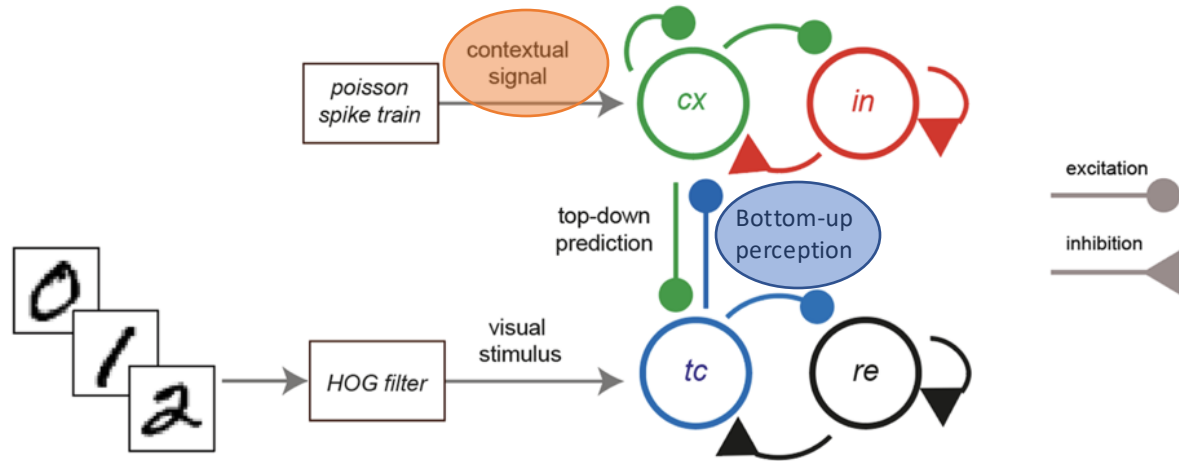 contextual
signal
poisson
spike train
cx
in
excitation
top-down
prediction
Bottom-up
perception
inhibition
0
1
2
HOG filter
visual
stimulus
tc
re